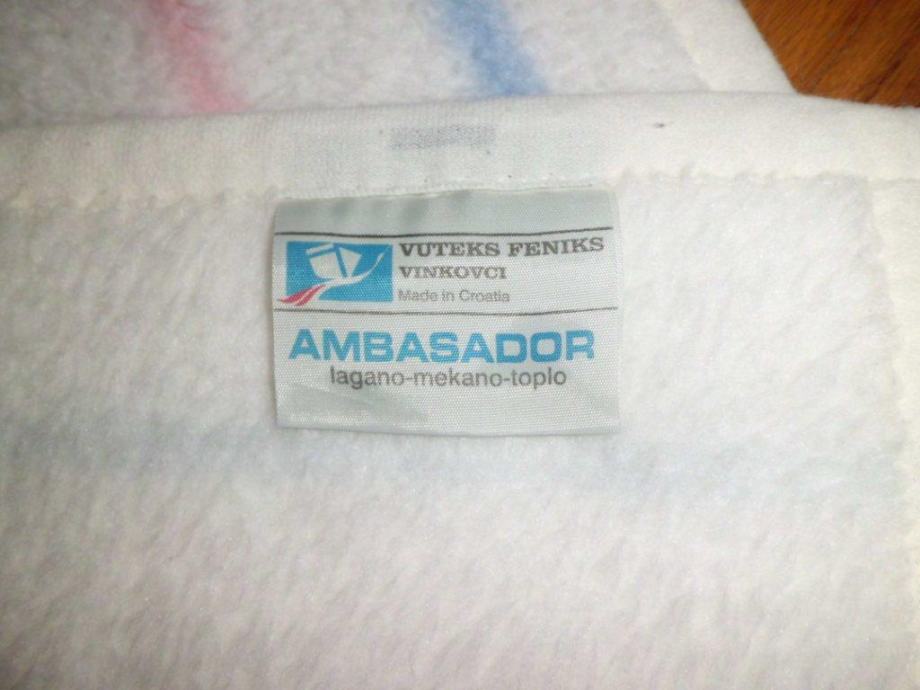 VUTEKS FENIKS
VINKOVCI
Made in Croatia
AMBASADOR
lagano-mekano-toplo